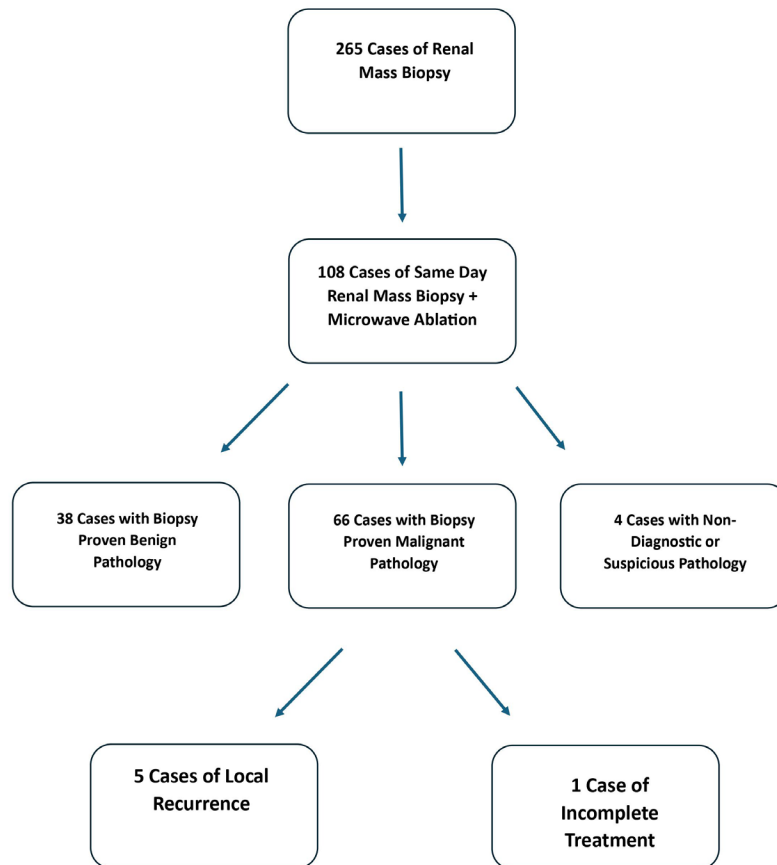 265 Cases of Renal
Mass Biopsy
108 Cases of Same Day
Renal Mass Biopsy +
Microwave Ablation
38 Cases with Biopsy
Proven Benign
Pathology
66 Cases with Biopsy
Proven Malignant
Pathology
4 Cases with Non-
Diagnostic or
Suspicious Pathology
5 Cases of Local
Recurrence
1 Case of
Incomplete
Treatment